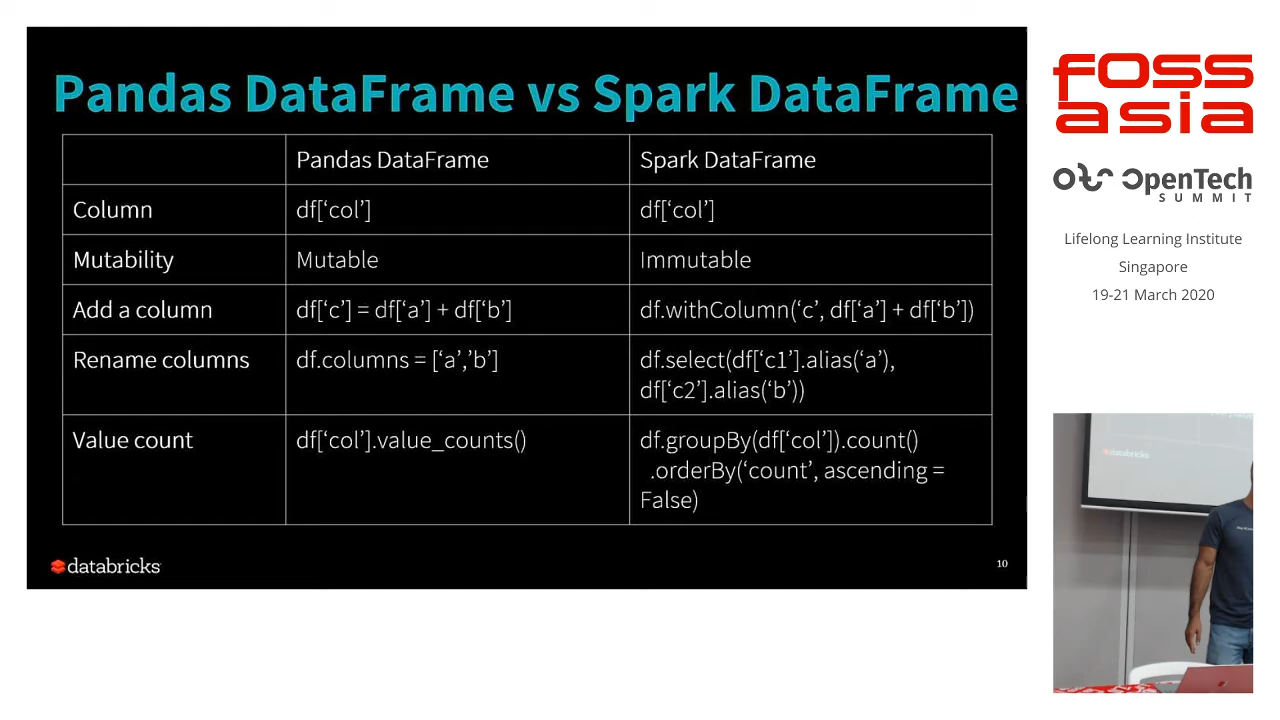 Pandas DataFrame vs Spark DataFrame
Pandas DataFrame
Spark DataFrame
Column
df[‘col’]
df[‘col’]
Mutability
Mutable
Immutable
Add a column
df[‘c’] = df[‘a’] + df[‘b’]
df.withColumn(‘c’, df[‘a’] + df[‘b’])
Rename columns
df.columns = [‘a’,’b’]
df.select(df[‘c1’].alias(‘a’),
df[‘c2’].alias(‘b’))
Value count
df[‘col’].value_counts()
df.groupBy(df[‘col’]).count()
.orderBy(‘count’, ascending =
False)
databricks
10
FOSS
asia
OpenTech
SUMMIT
Lifelong Learning Institute
Singapore
19-21 March 2020
databricks